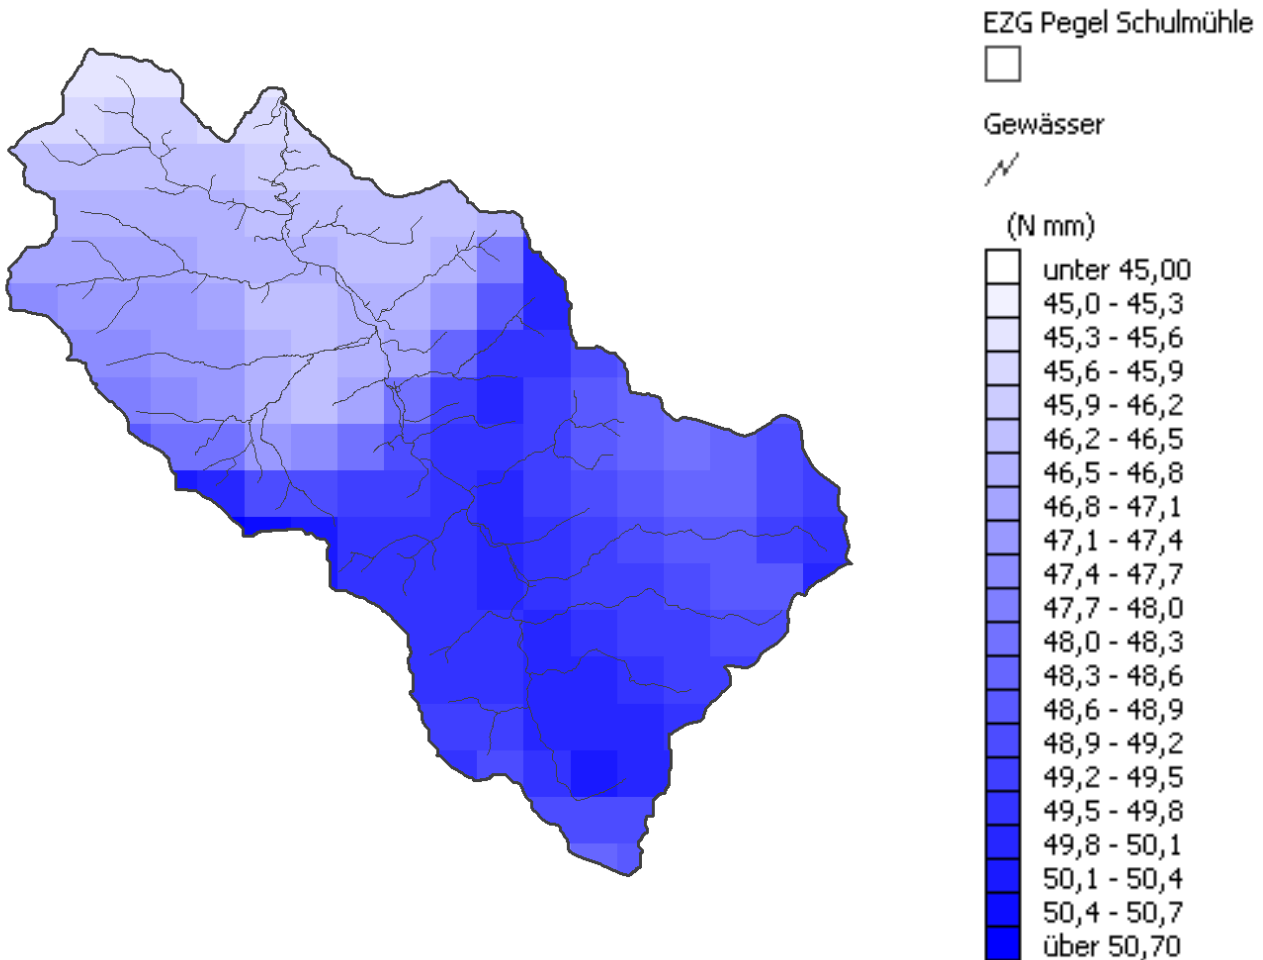 EZG Pegel Schulmühle
Gewässer
(N mm)
unter 45,00
45,0 - 45,3
45,3 - 45,6
45,6 - 45,9
45,9 - 46,2
46,2 - 46,5
46,5 - 46,8
46,8 - 47,1
47,1 - 47,4
47,4 - 47,7
47,7 - 48,0
48,0 - 48,3
48,3 - 48,6
48,6 - 48,9
48,9 - 49,2
49,2 - 49,5
49,5 - 49,8
49,8 - 50,1
50,1 - 50,4
50,4 - 50,7
über 50,70